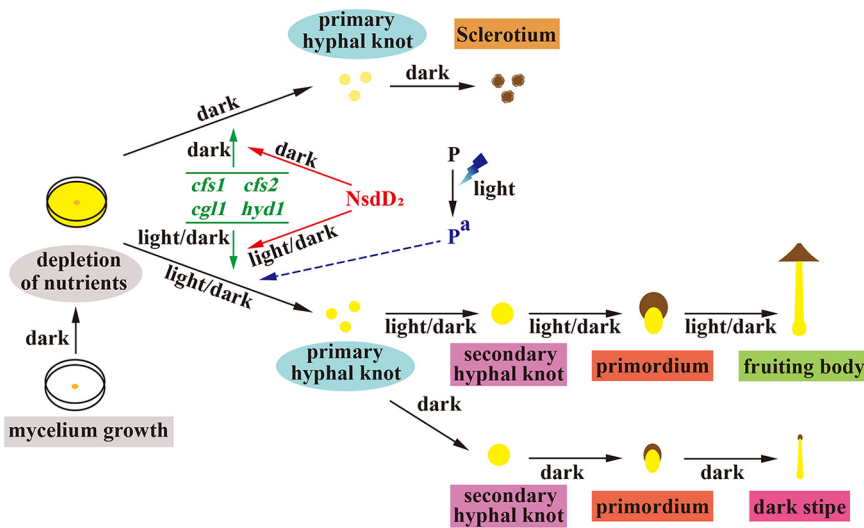 primary
hyphal knot
Sclerotium
dark
dark
dark
dark
cfs1 cfs2
cgl1 hyd1
NsdD₂
P
light
Pᵃ
light/dark
light/dark
light/dark
depletion
of nutrients
dark
mycelium growth
light/dark
light/dark
light/dark
primary
hyphal knot
secondary
hyphal knot
primordium
fruiting body
dark
dark
dark
secondary
hyphal knot
primordium
dark stipe